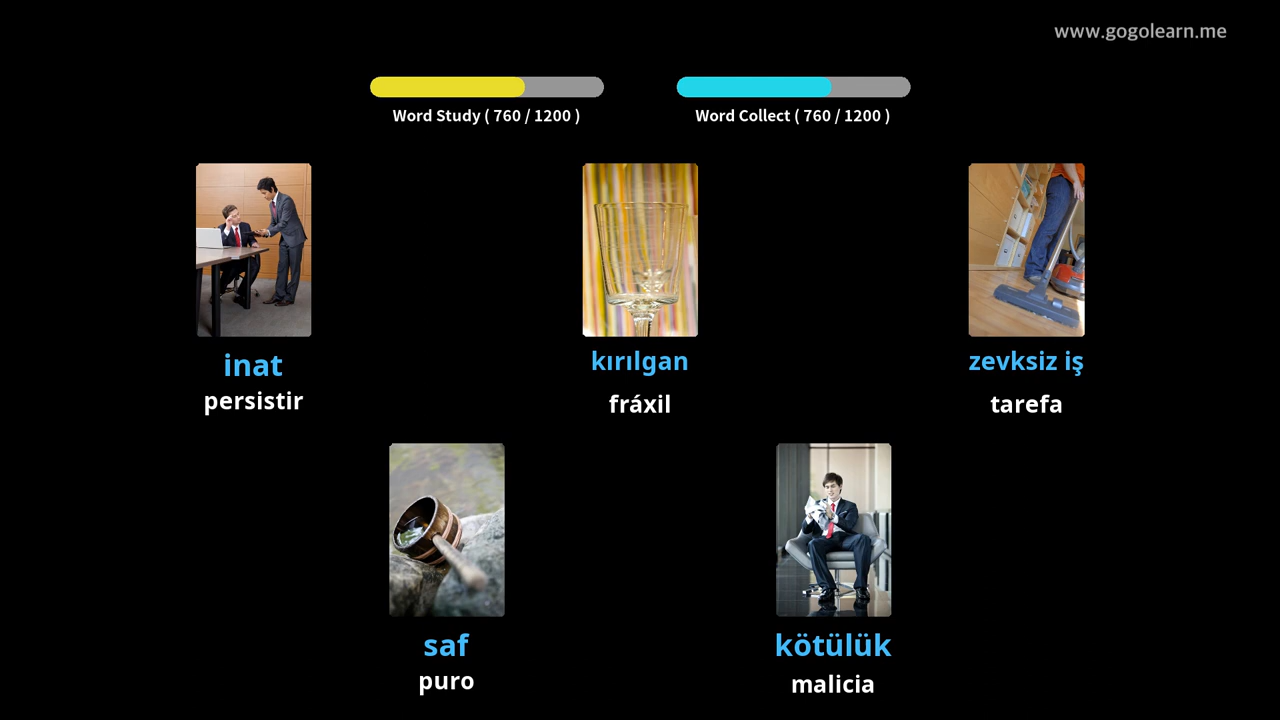 www.gogolearn.me
Word Study ( 760 / 1200 )
Word Collect ( 760 / 1200 )
inat
persistir
kırılgan
fráxil
zevksiz iş
tarefa
saf
puro
kötülük
malicia